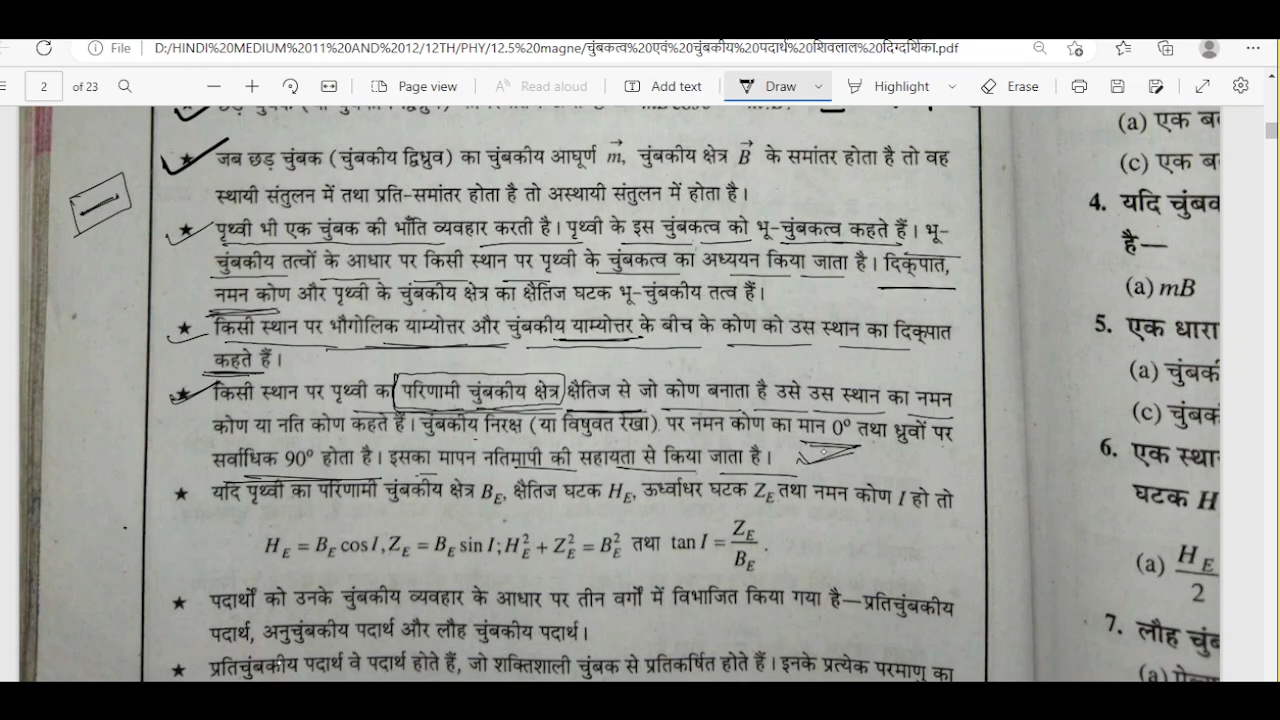 File D:/HINDI%20MEDIUM%2011%20AND%2012/12TH/PHY/12.5%20magne/चुंबकत्व%20एवं%20चुंबकीय%20पदार्थ%20शिवलाल%20दिग्दर्शिका.pdf
2 of 23 Page view Read aloud Add text Draw Highlight Erase
जब छड़ चुंबक (चुंबकीय द्विध्रुव) का चुंबकीय आघूर्ण m⃗, चुंबकीय क्षेत्र B⃗ के समांतर होता है तो वह
स्थायी संतुलन में तथा प्रति-समांतर होता है तो अस्थायी संतुलन में होता है।
★ पृथ्वी भी एक चुंबक की भाँति व्यवहार करती है। पृथ्वी के इस चुंबकत्व को भू-चुंबकत्व कहते हैं। भू-
चुंबकीय तत्वों के आधार पर किसी स्थान पर पृथ्वी के चुंबकत्व का अध्ययन किया जाता है। दिक्पात,
नमन कोण और पृथ्वी के चुंबकीय क्षेत्र का क्षैतिज घटक भू-चुंबकीय तत्व हैं।
★ किसी स्थान पर भौगोलिक याम्योत्तर और चुंबकीय याम्योत्तर के बीच के कोण को उस स्थान का दिक्पात
कहते हैं।
★ किसी स्थान पर पृथ्वी का परिणामी चुंबकीय क्षेत्र क्षैतिज से जो कोण बनाता है उसे उस स्थान का नमन
कोण या नति कोण कहते हैं। चुंबकीय निरक्ष (या विषुवत रेखा) पर नमन कोण का मान 0° तथा ध्रुवों पर
सर्वाधिक 90° होता है। इसका मापन नतिमापी की सहायता से किया जाता है।
★ यदि पृथ्वी का परिणामी चुंबकीय क्षेत्र B_E, क्षैतिज घटक H_E, ऊर्ध्वाधर घटक Z_E तथा नमन कोण I हो तो
H_E = B_E cos I, Z_E = B_E sin I; H_E^2 + Z_E^2 = B_E^2 तथा tan I = Z_E / B_E.
★ पदार्थों को उनके चुंबकीय व्यवहार के आधार पर तीन वर्गों में विभाजित किया गया है—प्रतिचुंबकीय
पदार्थ, अनुचुंबकीय पदार्थ और लौह चुंबकीय पदार्थ।
★ प्रतिचुंबकीय पदार्थ वे पदार्थ होते हैं, जो शक्तिशाली चुंबक से प्रतिकर्षित होते हैं। इनके प्रत्येक परमाणु का
(a) एक
(c) एक
4. यदि
है—
(a) mB
5. एक धारा
(a)
(c)
6. एक
घटक H
(a) H_E / 2
7. लौह
(a)